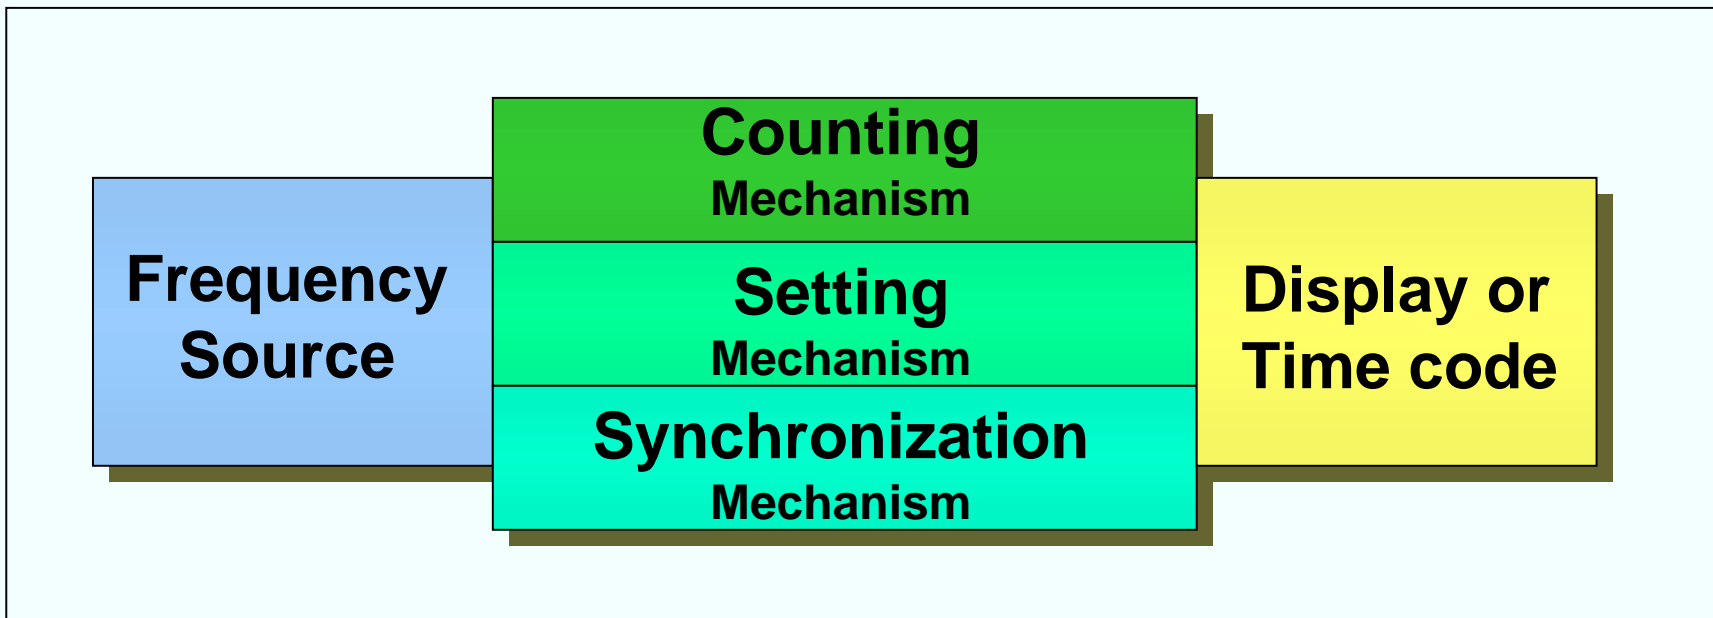 Frequency
Source
Counting
Mechanism
Setting
Mechanism
Synchronization
Mechanism
Display or
Time code